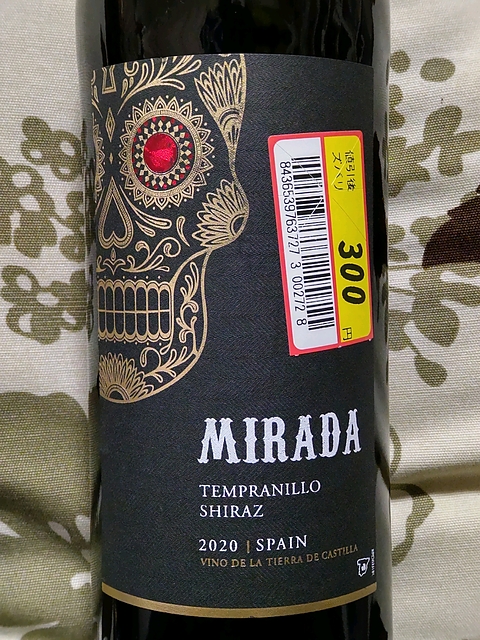 値引後
ズバリ
300
円
8436539763727 3 00272 8
MIRADA
TEMPRANILLO
SHIRAZ
2020 | SPAIN
VINO DE LA TIERRA DE CASTILLA